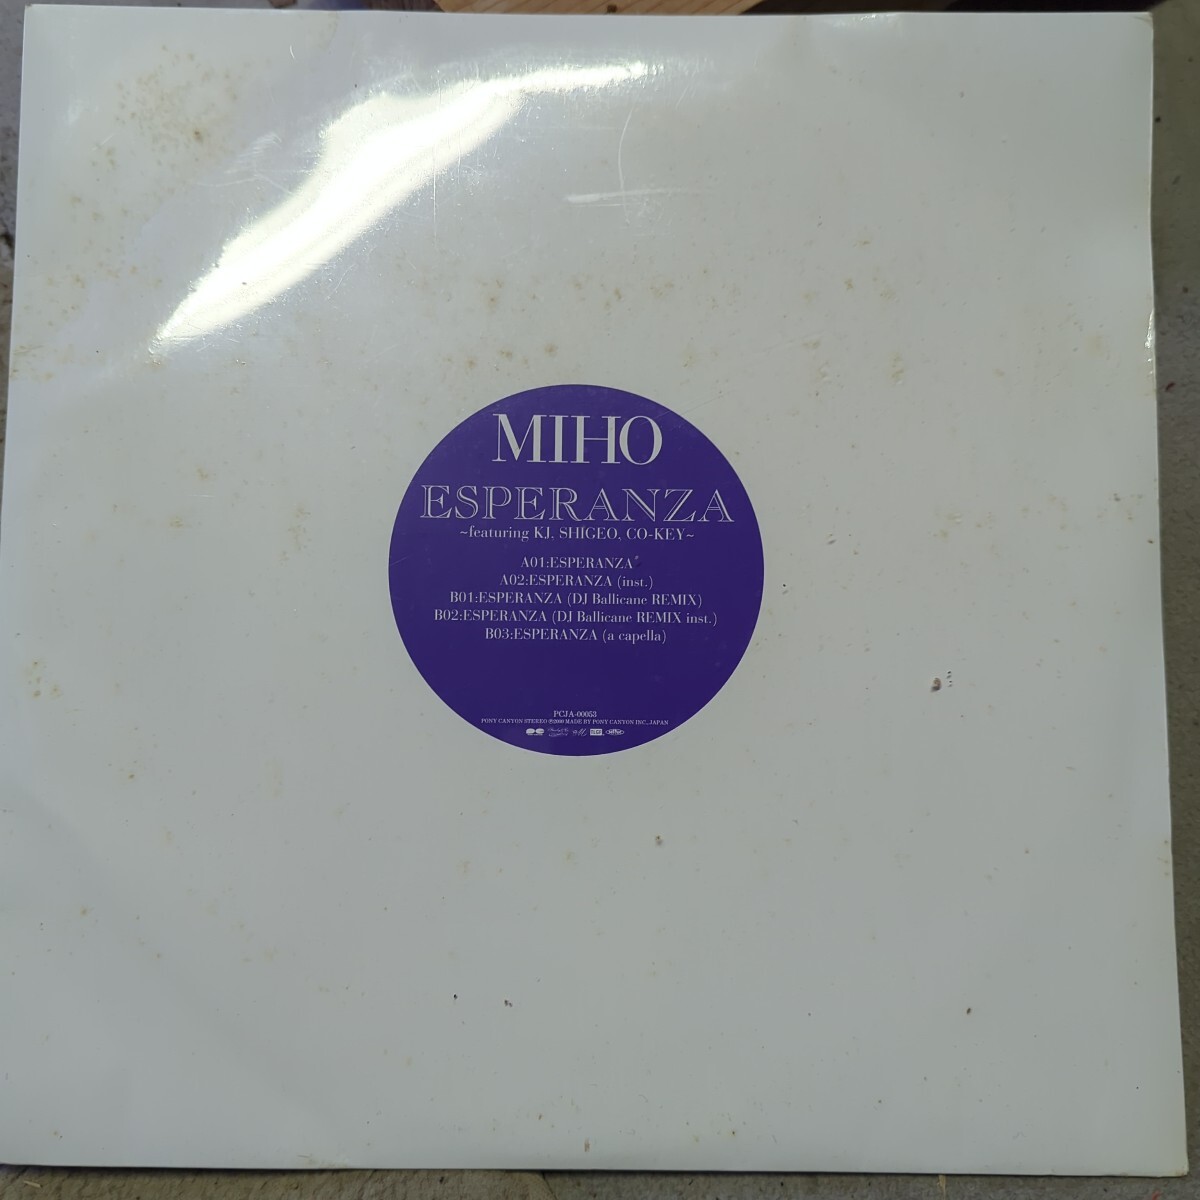 MIHO
ESPERANZA
~featuring KJ, SHIGEO, CO-KEY~
A01:ESPERANZA
A02:ESPERANZA (inst.)
B01:ESPERANZA (DJ Ballicane REMIX)
B02:ESPERANZA (DJ Ballicane REMIX inst.)
B03:ESPERANZA (a capella)
PCJA-00053
PONY CANYON STEREO ℗2000 MADE BY PONY CANYON INC., JAPAN